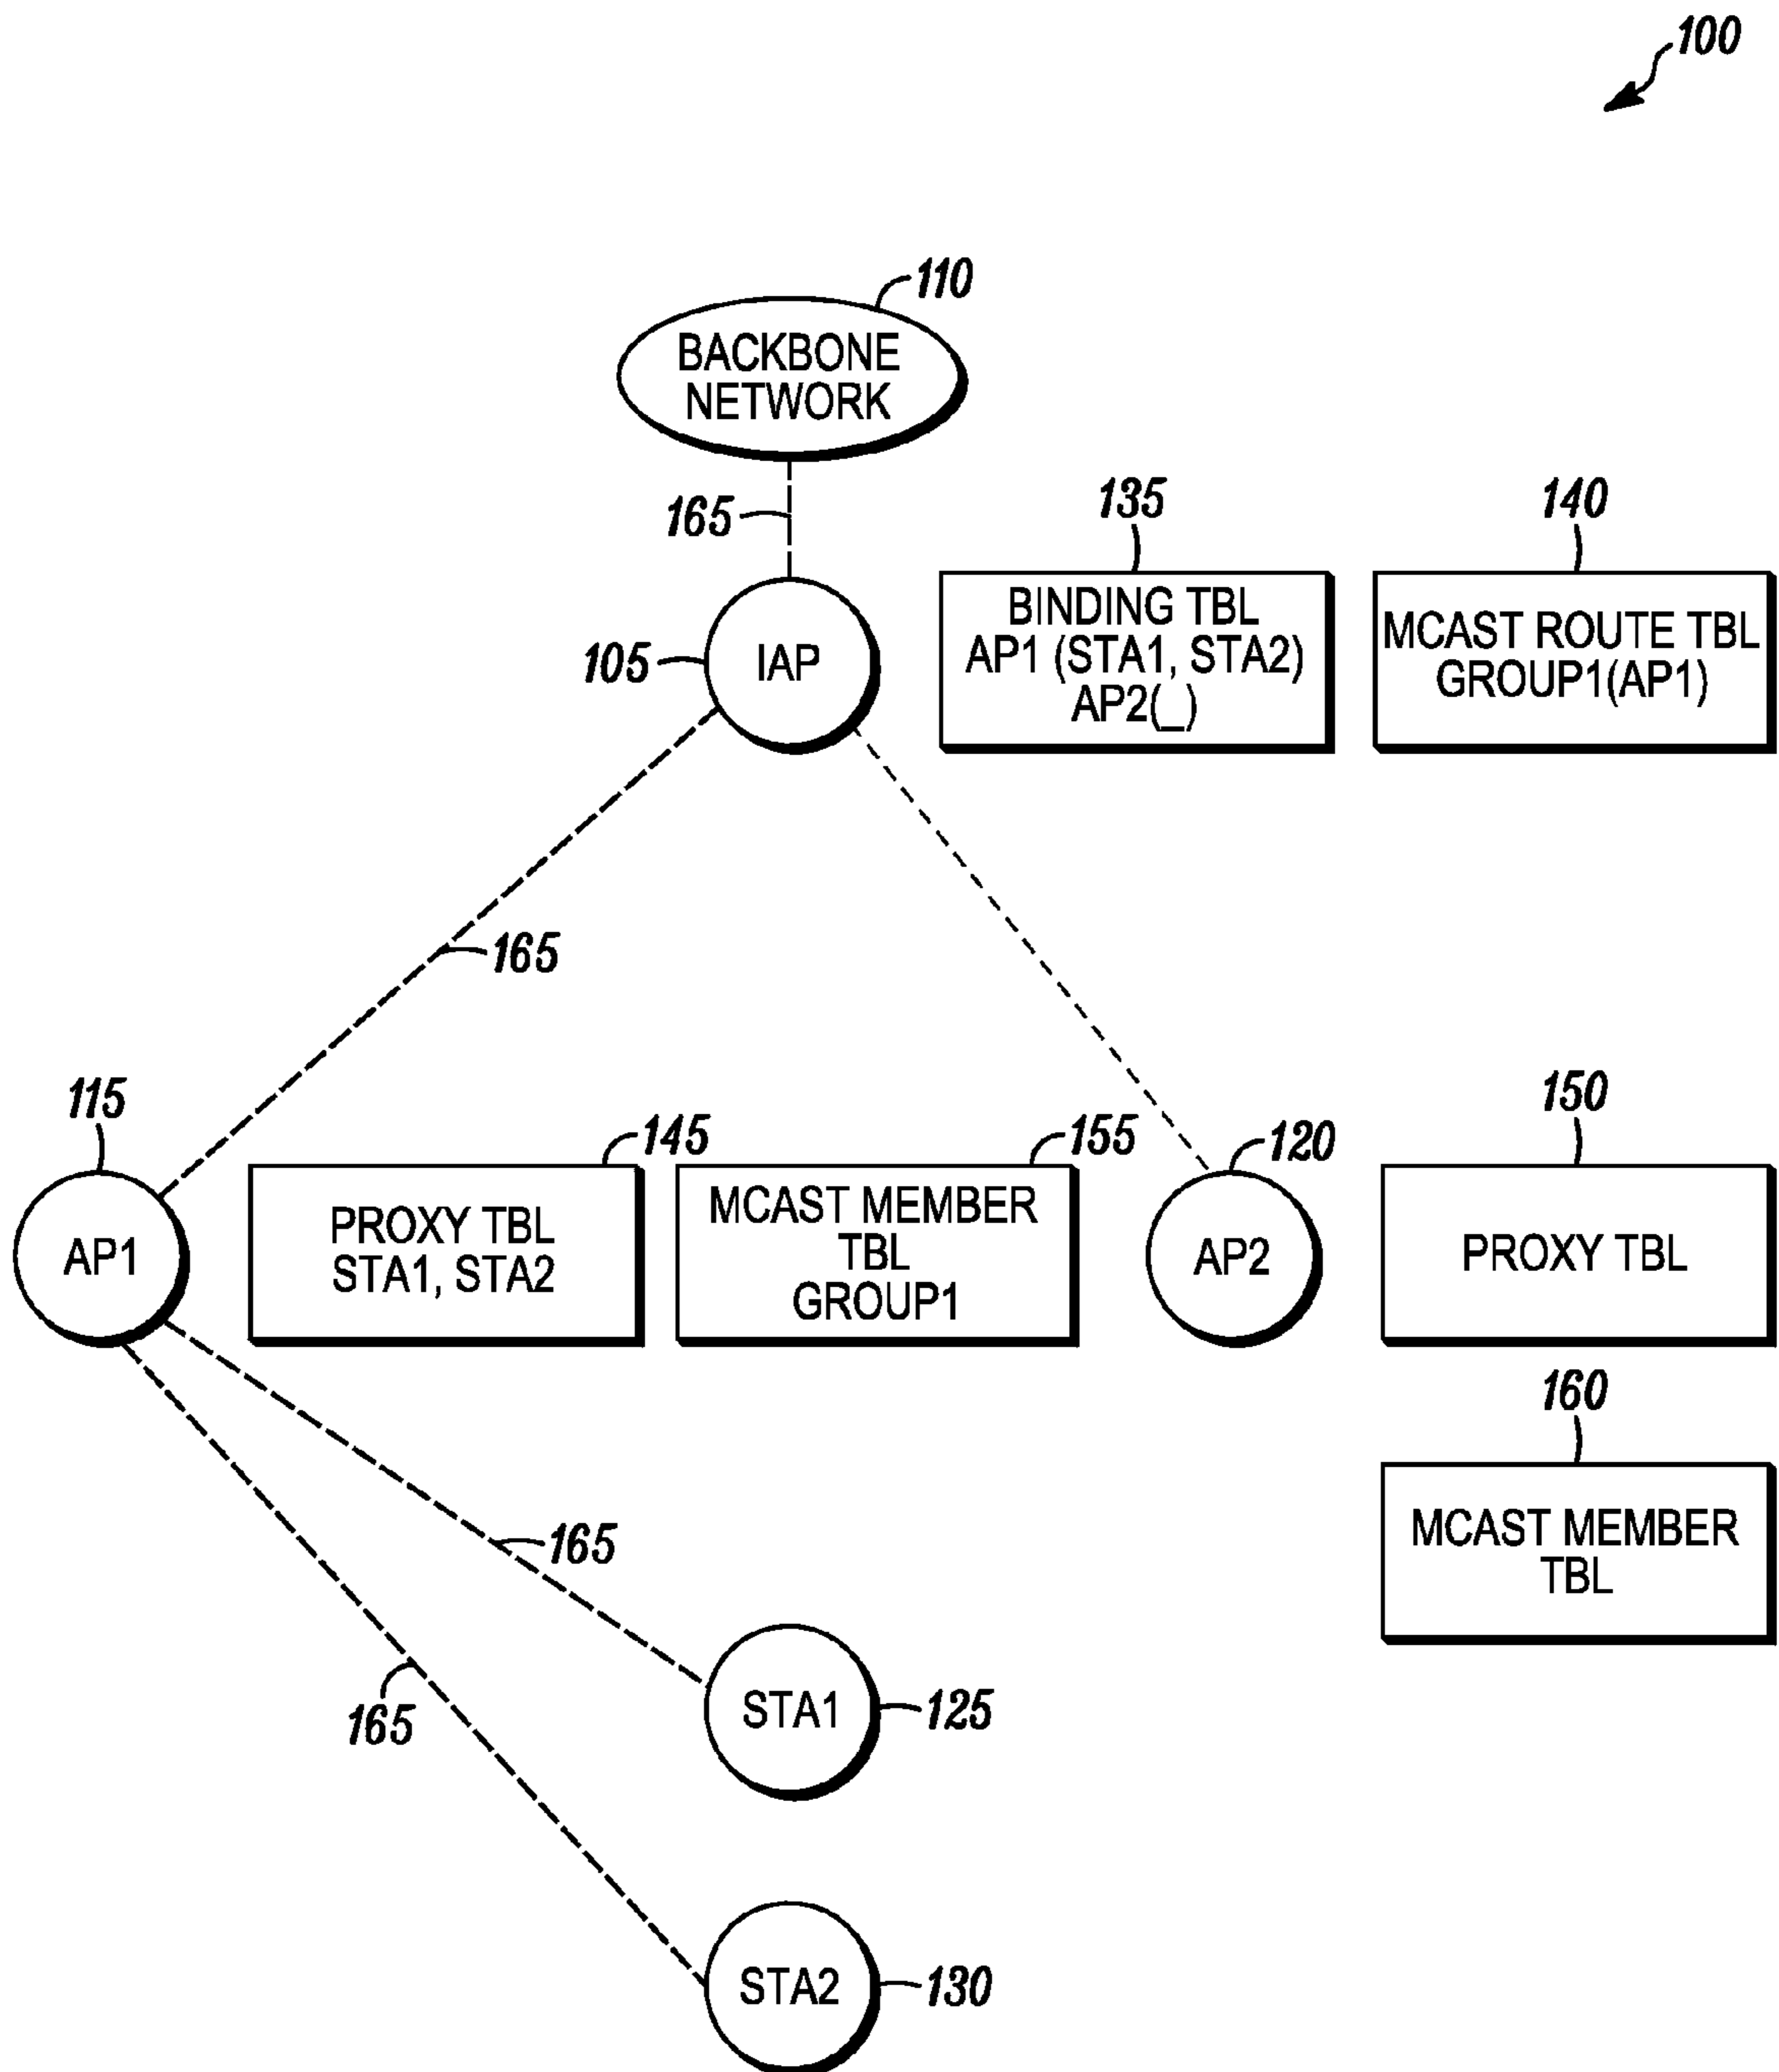 100
110
BACKBONE
NETWORK
165
135
140
105
IAP
BINDING TBL
AP1 (STA1, STA2)
AP2(_)
MCAST ROUTE TBL
GROUP1(AP1)
165
115
145
155
120
150
AP1
PROXY TBL
STA1, STA2
MCAST MEMBER
TBL
GROUP1
AP2
PROXY TBL
160
MCAST MEMBER
TBL
165
165
STA1
125
STA2
130